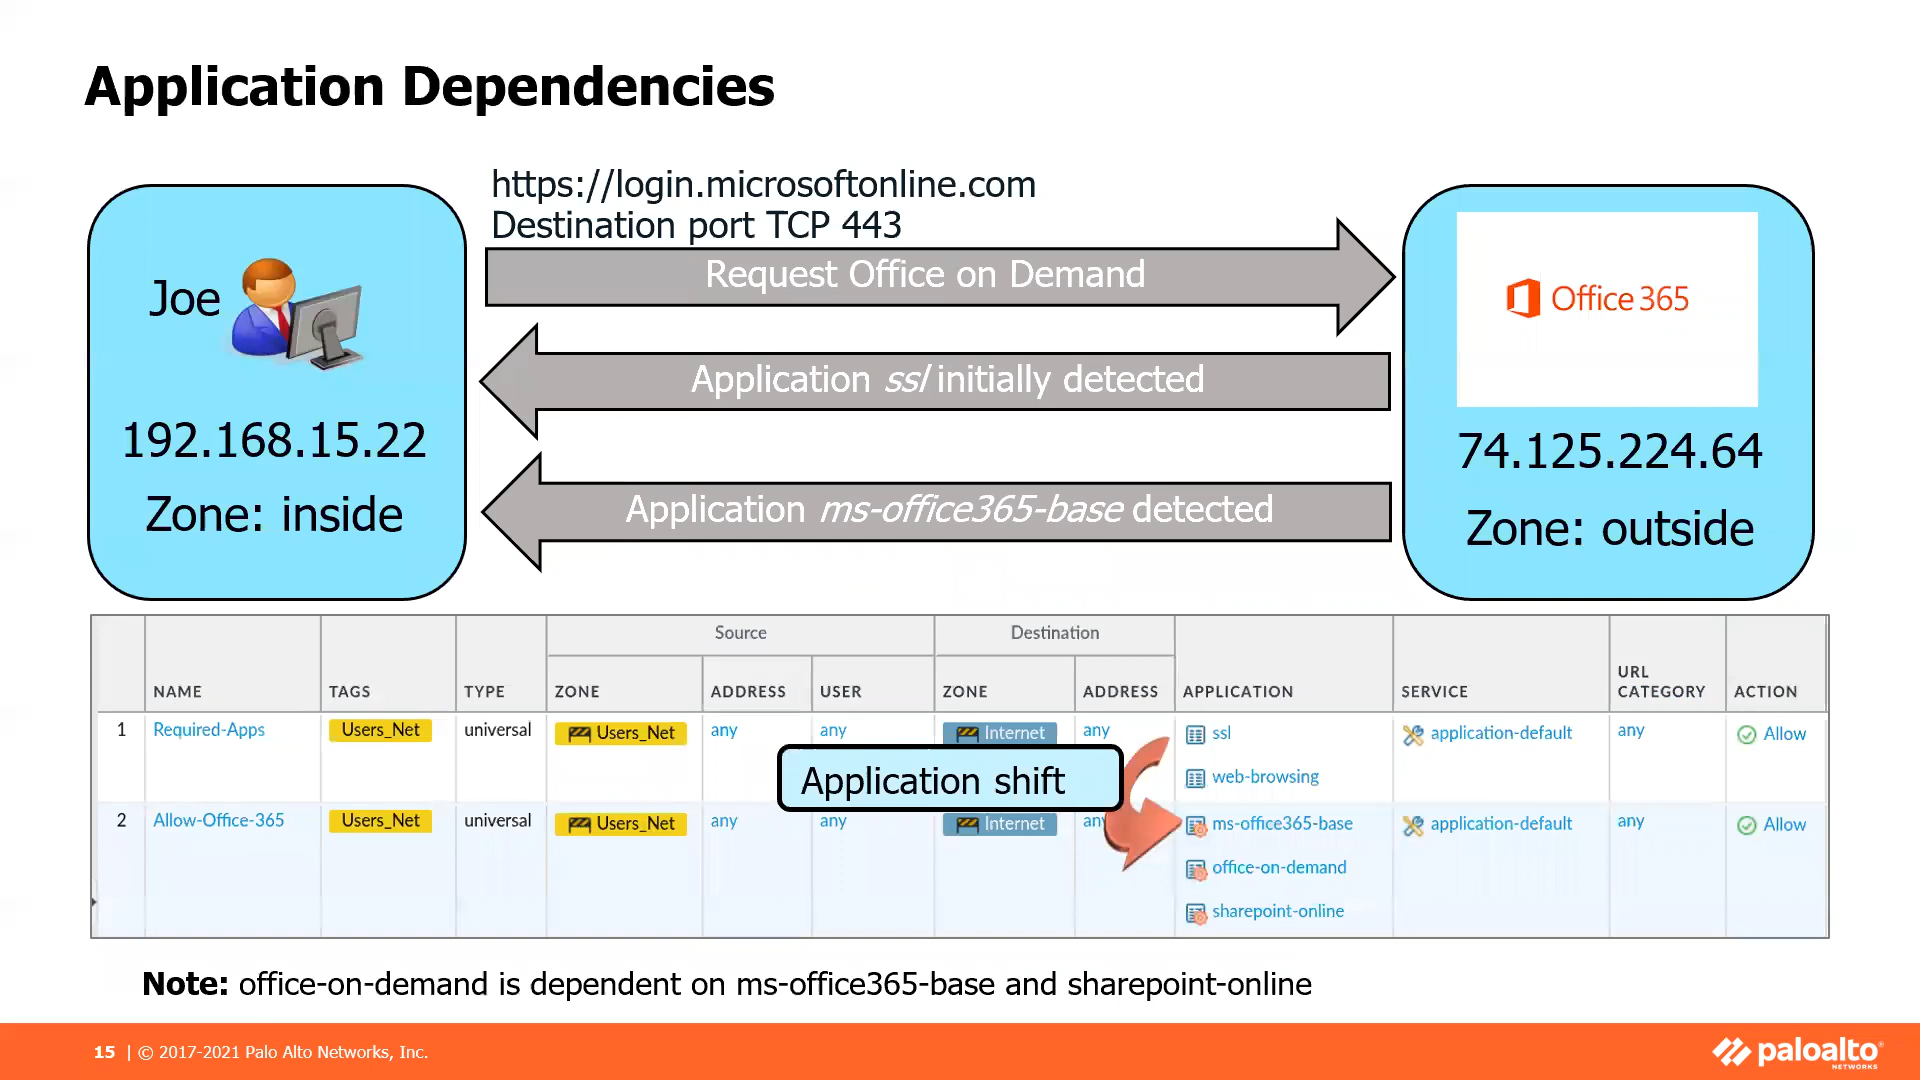 Application Dependencies
https://login.microsoftonline.com
Destination port TCP 443
Request Office on Demand
Joe
Office 365
Application ssl initially detected
192.168.15.22
74.125.224.64
Application ms-office365-base detected
Zone: inside
Zone: outside
Source
Destination
NAME TAGS TYPE ZONE ADDRESS USER ZONE ADDRESS APPLICATION SERVICE URL CATEGORY ACTION
1 Required-Apps Users_Net universal Users_Net any any Internet any ssl application-default any Allow
web-browsing
Application shift
2 Allow-Office-365 Users_Net universal Users_Net any any Internet any ms-office365-base application-default any Allow
office-on-demand
sharepoint-online
Note: office-on-demand is dependent on ms-office365-base and sharepoint-online
15 | © 2017-2021 Palo Alto Networks, Inc.
paloalto®
NETWORKS